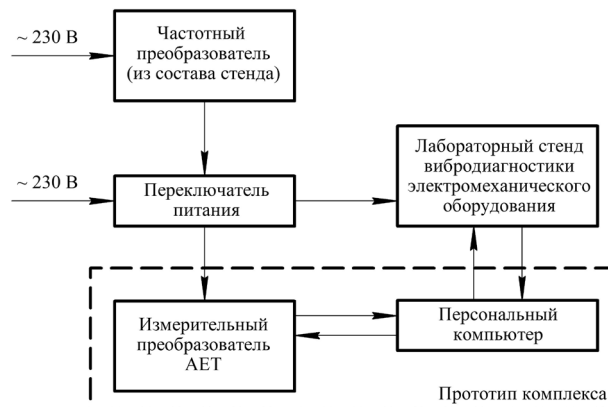 ~ 230 В
Частотный
преобразователь
(из состава стенда)
~ 230 В
Переключатель
питания
Лабораторный стенд
вибродиагностики
электромеханического
оборудования
Измерительный
преобразователь
АЕТ
Персональный
компьютер
Прототип комплекса